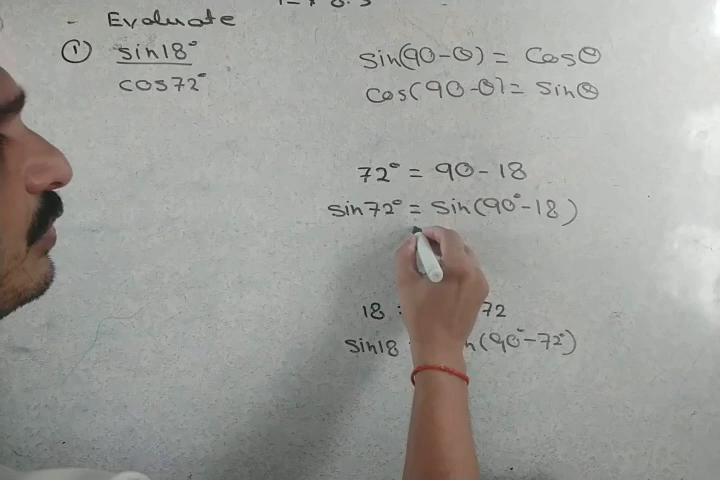 Evaluate
① sin18°
cos72°
sin(90-θ) = Cosθ
Cos(90-θ) = Sinθ
72° = 90-18
sin72° = Sin(90°-18)
18 72
sin18 (90°-72°)